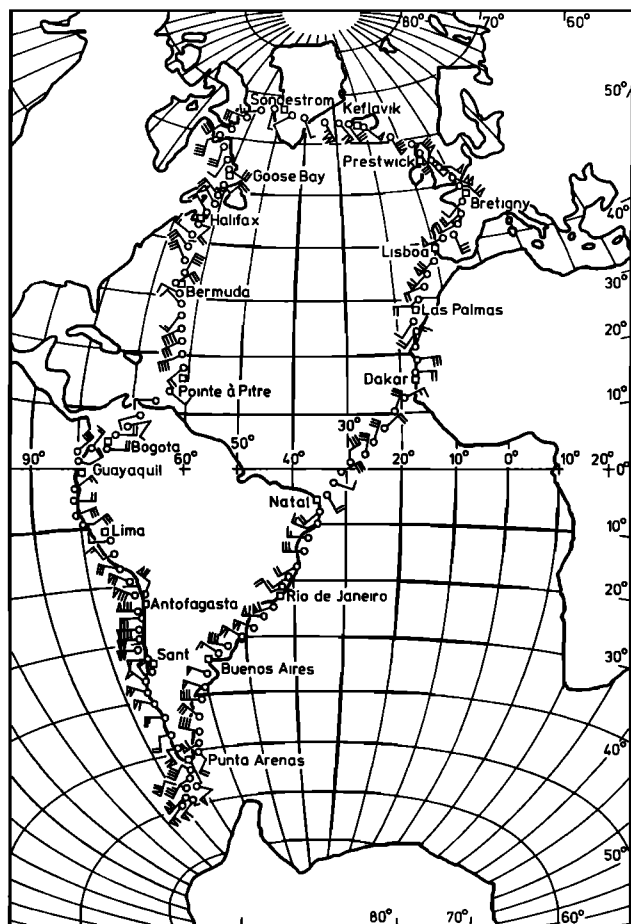 80° 70° 60°
50°
Söndestrom
Keflavik
Prestwick
Goose Bay
40°
Bretigny
Halifax
Lisboa
30°
Bermuda
Las Palmas
20°
Dakar
Pointe à Pitre
10°
30°
Bogota
50°
90° 60° 40° 20° 10° 0° 10° +0°
Guayaquil
Natal
Lima
10°
Antofagasta
Rio de Janeiro
20°
Sant
Buenos Aires
30°
Punta Arenas
40°
50°
80° 70° 60°